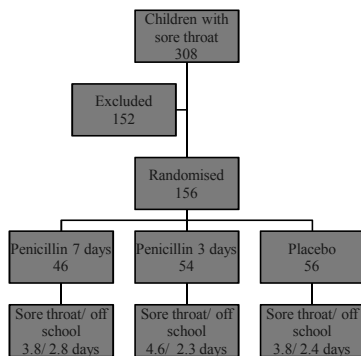 Children with
sore throat
308
Excluded
152
Randomised
156
Penicillin 7 days
46
Penicillin 3 days
54
Placebo
56
Sore throat/ off
school
3.8/ 2.8 days
Sore throat/ off
school
4.6/ 2.3 days
Sore throat/ off
school
3.8/ 2.4 days